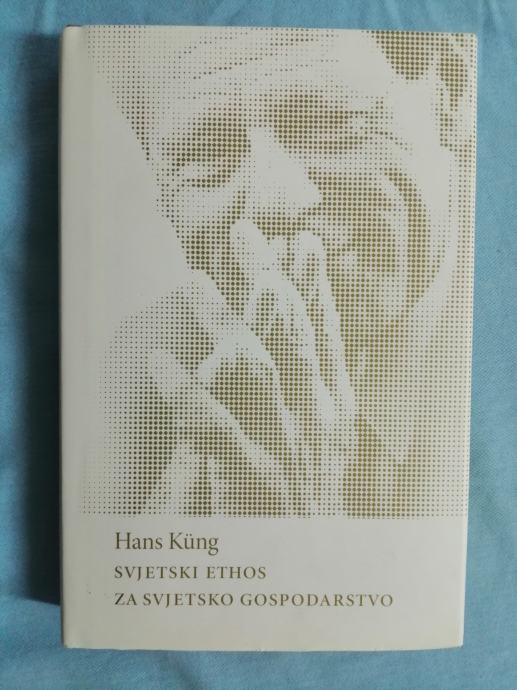 Hans Küng
SVJETSKI ETHOS
ZA SVJETSKO GOSPODARSTVO